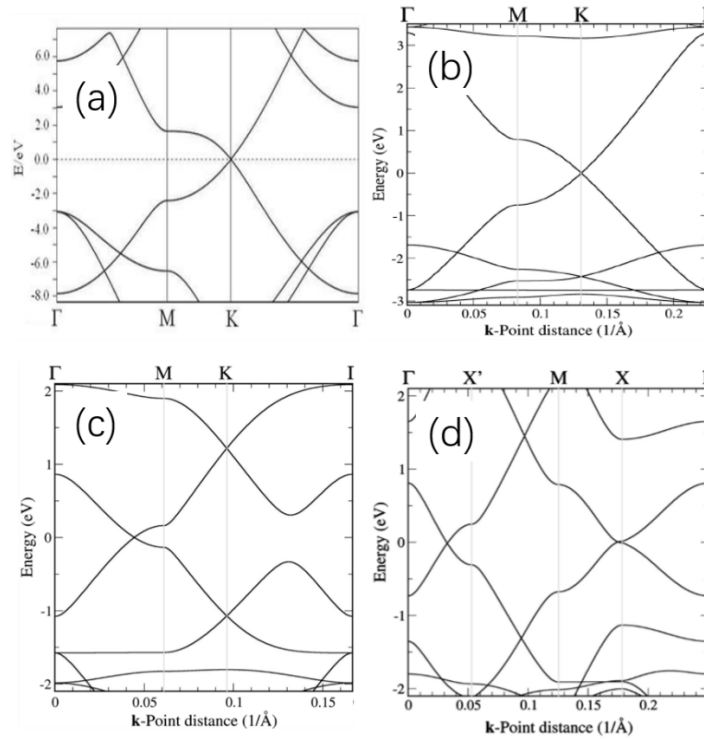 (a)
E/eV
6.0
4.0
2.0
0.0
-2.0
-4.0
-6.0
-8.0
Γ M K Γ
(b)
Γ M K
Energy (eV)
3
2
1
0
-1
-2
-3
0 0.05 0.1 0.15 0.2
k-Point distance (1/Å)
(c)
Γ M K
Energy (eV)
2
1
0
-1
-2
0 0.05 0.1 0.15
k-Point distance (1/Å)
(d)
Γ X' M X
Energy (eV)
2
1
0
-1
-2
0 0.05 0.1 0.15 0.2
k-Point distance (1/Å)